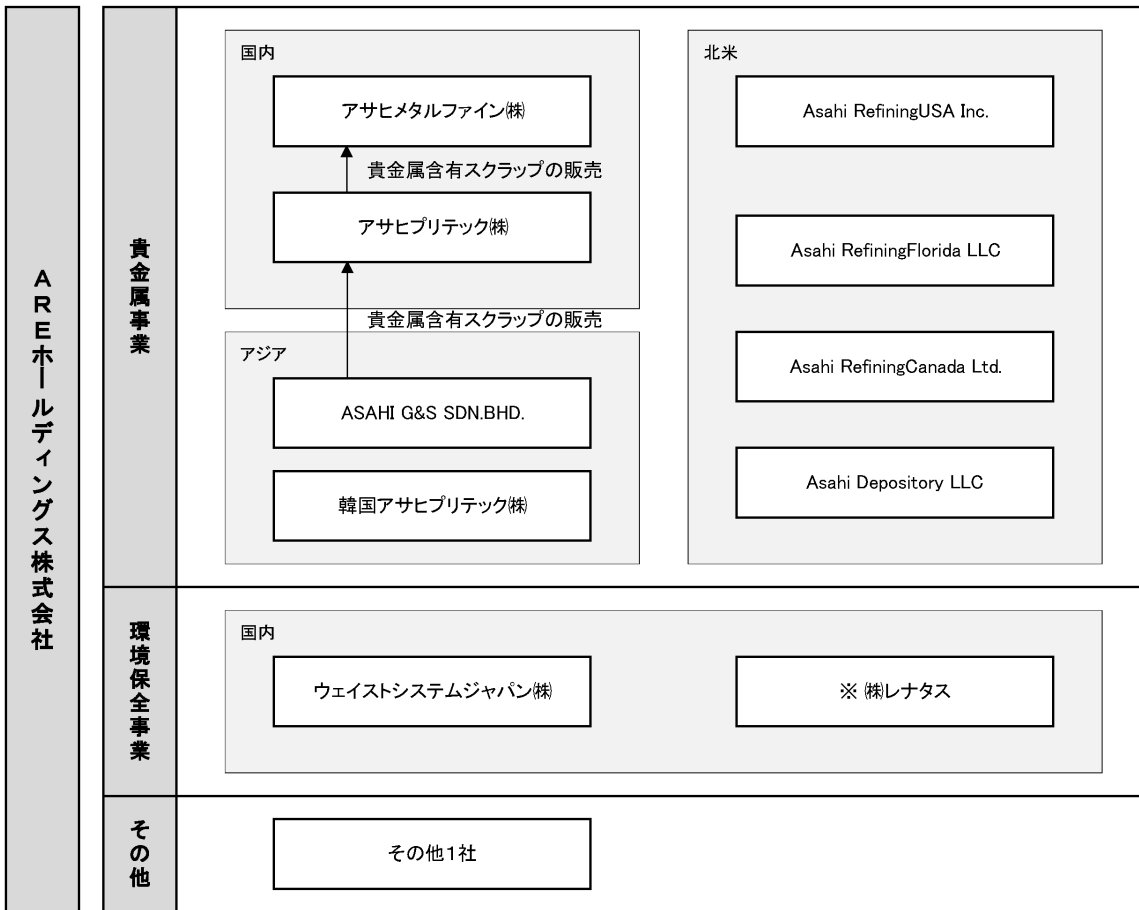 AREホールディングス株式会社
貴金属事業
国内
アサヒメタルファイン㈱
貴金属含有スクラップの販売
アサヒプリテック㈱
貴金属含有スクラップの販売
アジア
ASAHI G&S SDN.BHD.
韓国アサヒプリテック㈱
北米
Asahi RefiningUSA Inc.
Asahi RefiningFlorida LLC
Asahi RefiningCanada Ltd.
Asahi Depository LLC
環境保全事業
国内
ウェイストシステムジャパン㈱
※ ㈱レナタス
その他
その他1社